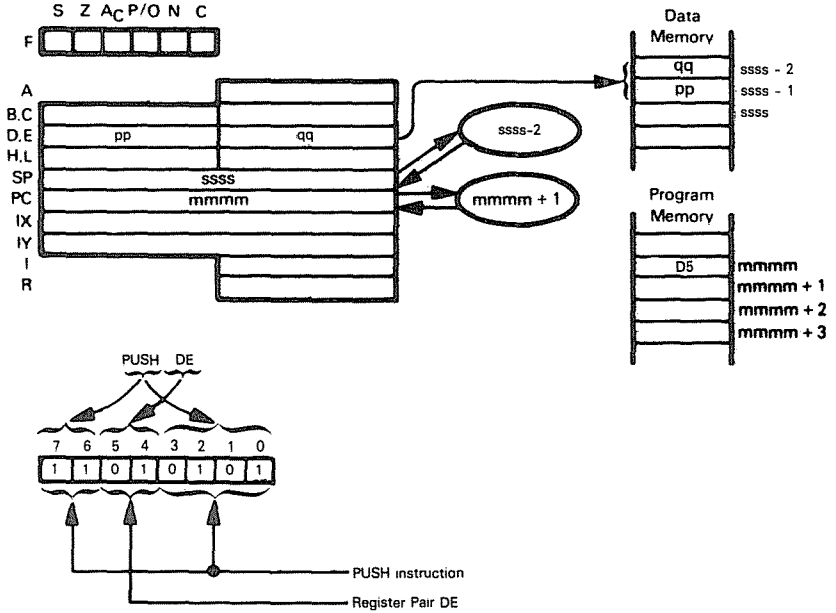 S Z AC P/O N C
F
Data
Memory
A
B.C
D.E pp qq
H.L
SP ssss
PC mmmm
IX
IY
I
R
ssss-2
mmmm + 1
qq ssss - 2
pp ssss - 1
ssss
Program
Memory
D5 mmmm
mmmm + 1
mmmm + 2
mmmm + 3
PUSH DE
7 6 5 4 3 2 1 0
1 1 0 1 0 1 0 1
PUSH instruction
Register Pair DE